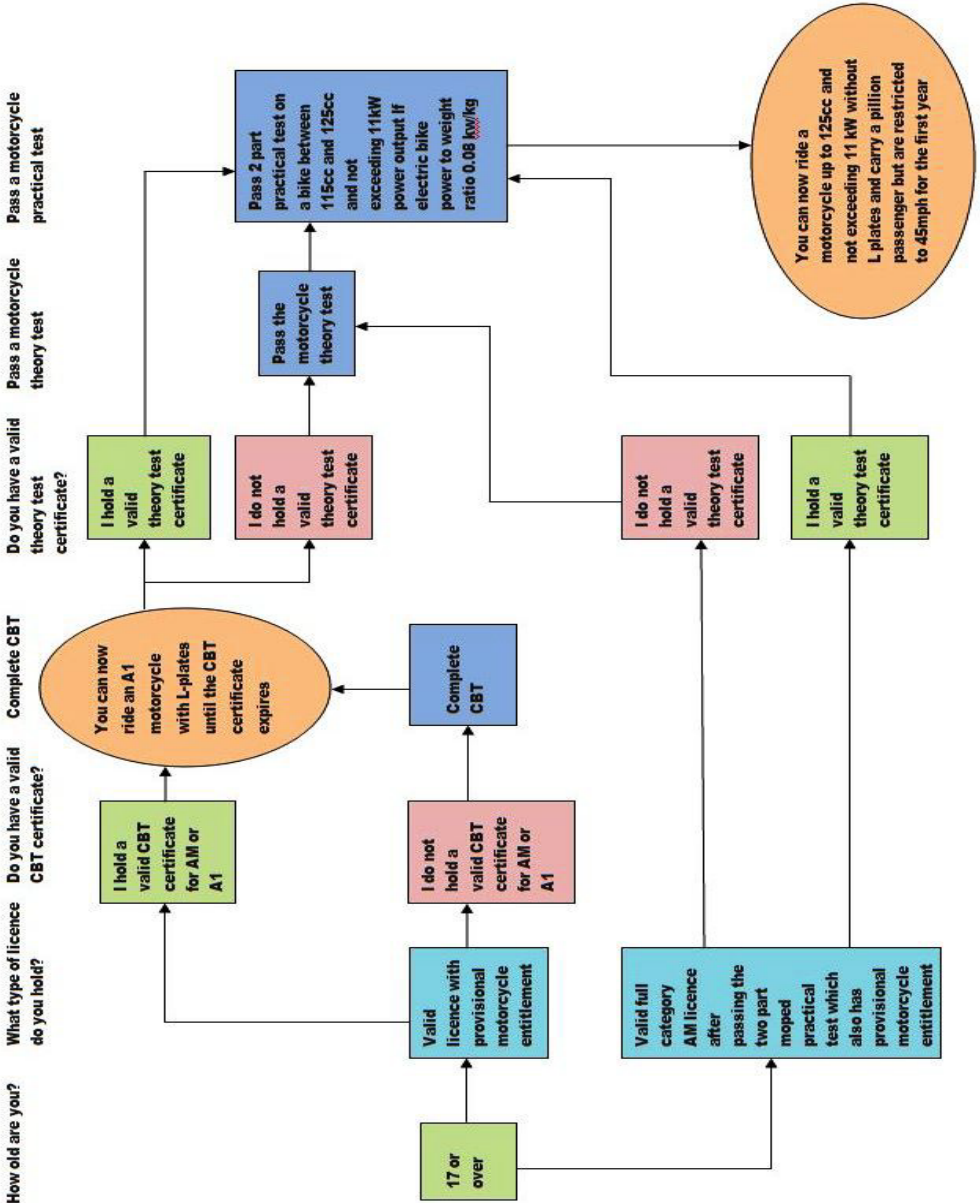 How old are you?
What type of licence
do you hold?
Do you have a valid
CBT certificate?
Complete CBT
Do you have a valid
theory test
certificate?
Pass a motorcycle
theory test
Pass a motorcycle
practical test
17 or
over
Valid
licence with
provisional
motorcycle
entitlement
Valid full
category
AM licence
after
passing the
two part
moped
practical
test which
also has
provisional
motorcycle
entitlement
I hold a
valid CBT
certificate
for AM or
A1
I do not
hold a
valid CBT
certificate
for AM or
A1
You can now
ride an A1
motorcycle
with L-plates
until the CBT
certificate
expires
Complete
CBT
I hold a
valid
theory test
certificate
I do not
hold a
valid
theory test
certificate
I do not
hold a
valid
theory test
certificate
I hold a
valid
theory test
certificate
Pass the
motorcycle
theory test
Pass 2 part
practical test on
a bike between
115cc and 125cc
and not
exceeding 11kW
power output If
electric bike
power to weight
ratio 0.08 kw/kg
You can now ride a
motorcycle up to 125cc and
not exceeding 11 kW without
L plates and carry a pillion
passenger but are restricted
to 45mph for the first year